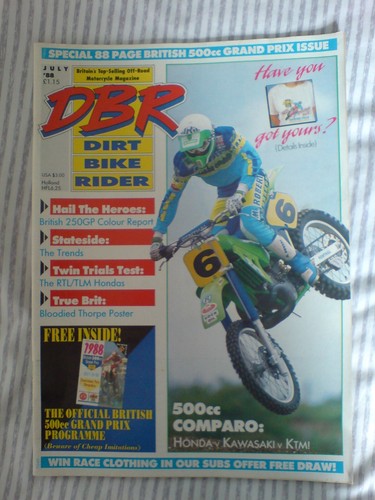 SPECIAL 88 PAGE BRITISH 500cc GRAND PRIX ISSUE
JULY
'88
£1.15
Britain's Top-Selling Off-Road
Motorcycle Magazine
DBR
DIRT
BIKE
RIDER
Have you
got yours?
(Details Inside)
Hail The Heroes:
British 250GP Colour Report
Stateside:
The Trends
Twin Trials Test:
The RTL/TLM Hondas
True Brit:
Bloodied Thorpe Poster
6
6
FREE INSIDE!
1988
THE OFFICIAL BRITISH
500cc GRAND PRIX
PROGRAMME
(Beware of Cheap Imitations)
500cc
COMPARO:
HONDA v KAWASAKI v KTM!
WIN RACE CLOTHING IN OUR SUBS OFFER FREE DRAW!